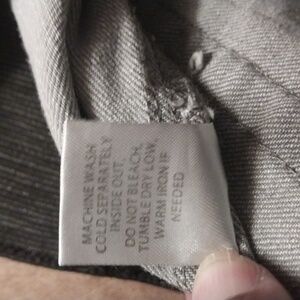 MACHINE WASH
COLD SEPARATELY
INSIDE OUT,
DO NOT BLEACH,
TUMBLE DRY LOW,
WARM IRON IF
NEEDED